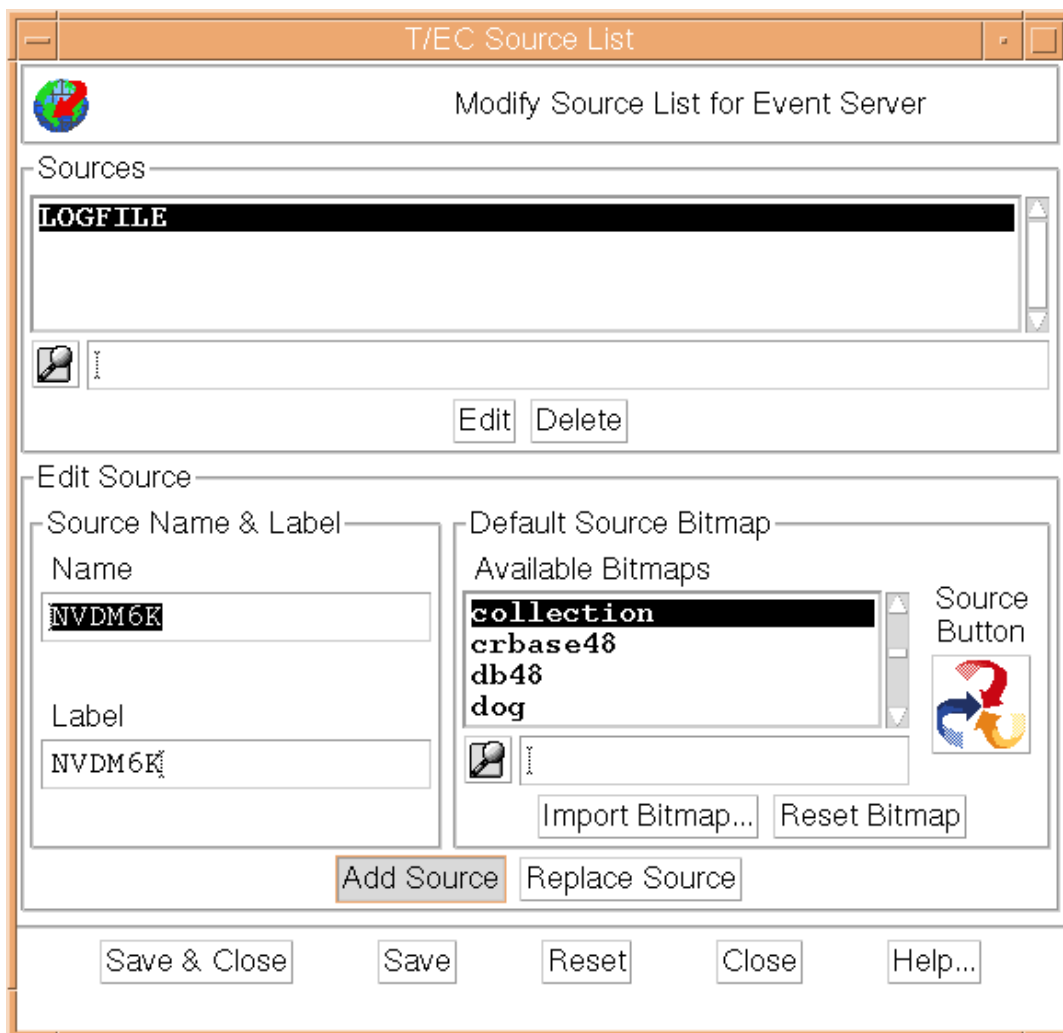 T/EC Source List
Modify Source List for Event Server
Sources
LOGFILE
Edit Delete
Edit Source
Source Name & Label
Name
NVDM6K
Label
NVDM6K
Default Source Bitmap
Available Bitmaps
collection
crbase48
db48
dog
Source
Button
Import Bitmap... Reset Bitmap
Add Source Replace Source
Save & Close Save Reset Close Help...